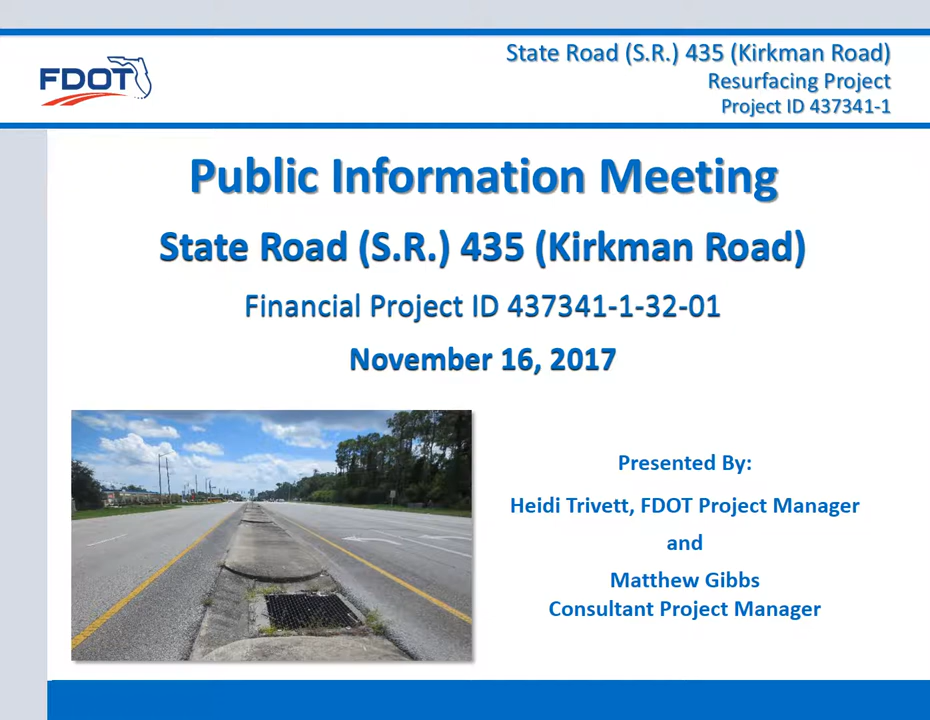 FDOT
State Road (S.R.) 435 (Kirkman Road)
Resurfacing Project
Project ID 437341-1
Public Information Meeting
State Road (S.R.) 435 (Kirkman Road)
Financial Project ID 437341-1-32-01
November 16, 2017
Presented By:
Heidi Trivett, FDOT Project Manager
and
Matthew Gibbs
Consultant Project Manager